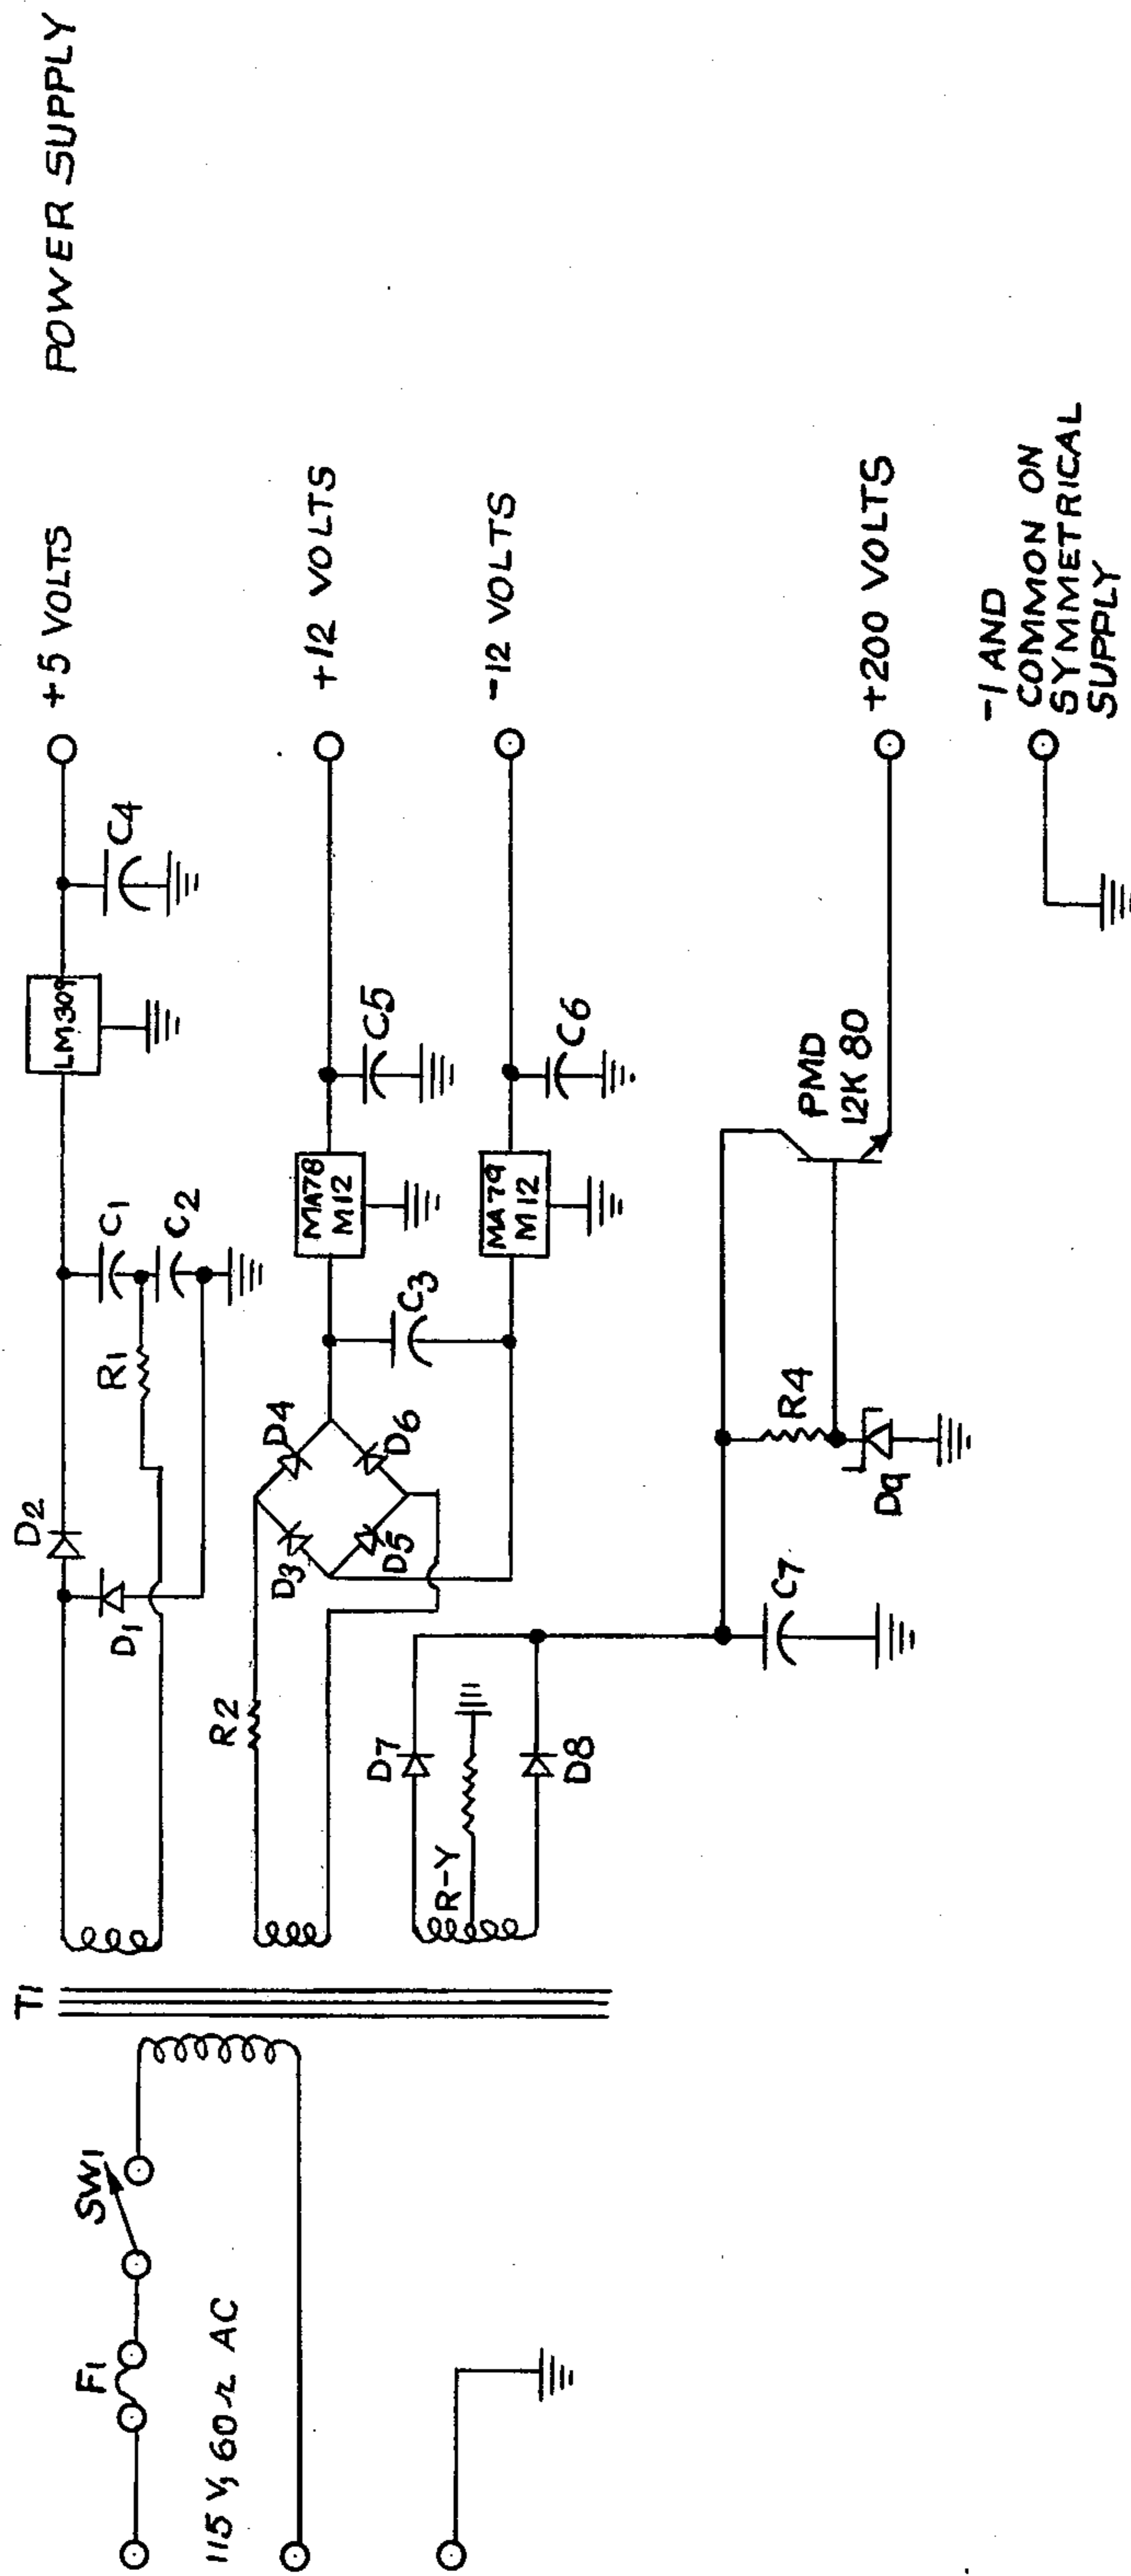 POWER SUPPLY
T1
F1
SW1
115 V, 60 ~ AC
D2
D1
R1
C1
C2
LM309
C4
+5 VOLTS
R2
D4
D3
D6
D5
C3
MA78
M12
C5
+12 VOLTS
MA79
M12
C6
-12 VOLTS
D7
R-Y
D8
C7
R4
D9
PMD
12K 80
+200 VOLTS
-1 AND
COMMON ON
SYMMETRICAL
SUPPLY